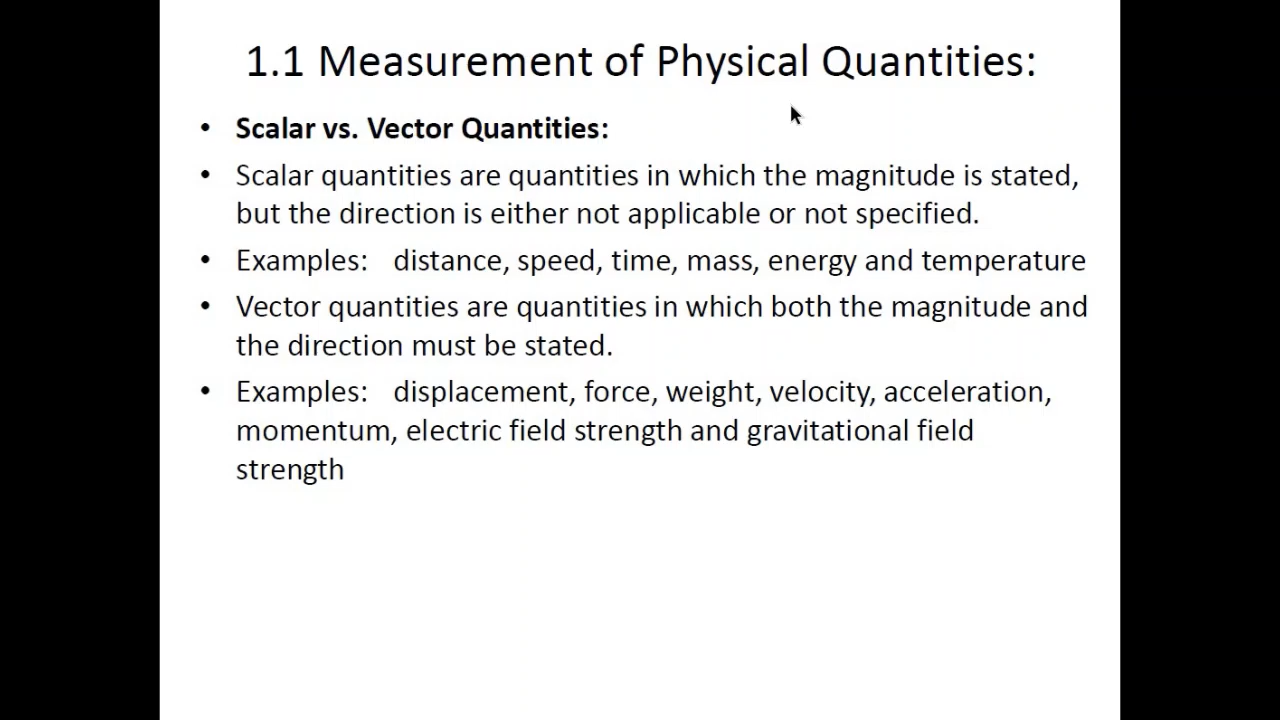 1.1 Measurement of Physical Quantities:
• Scalar vs. Vector Quantities:
• Scalar quantities are quantities in which the magnitude is stated,
but the direction is either not applicable or not specified.
• Examples: distance, speed, time, mass, energy and temperature
• Vector quantities are quantities in which both the magnitude and
the direction must be stated.
• Examples: displacement, force, weight, velocity, acceleration,
momentum, electric field strength and gravitational field
strength